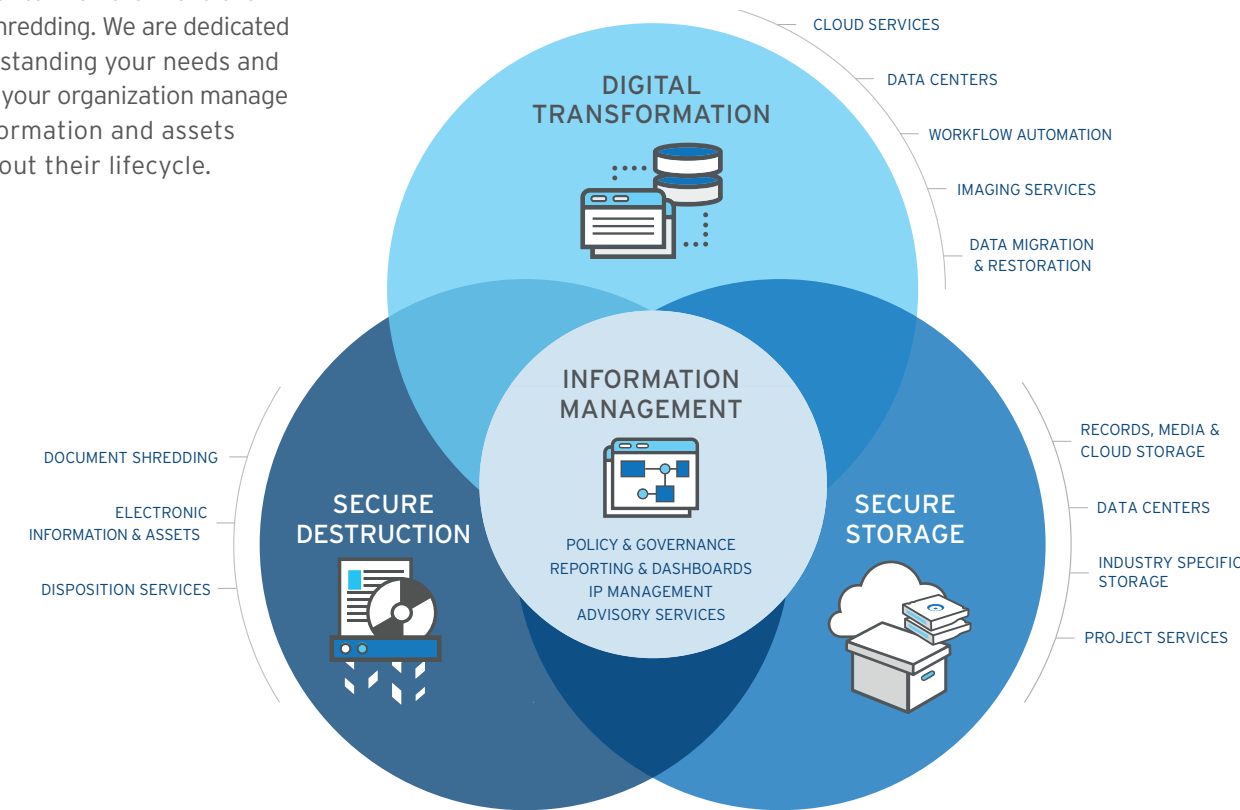 hredding. We are dedicated
standing your needs and
your organization manage
ormation and assets
out their lifecycle.
DIGITAL
TRANSFORMATION
CLOUD SERVICES
DATA CENTERS
WORKFLOW AUTOMATION
IMAGING SERVICES
DATA MIGRATION
& RESTORATION
INFORMATION
MANAGEMENT
POLICY & GOVERNANCE
REPORTING & DASHBOARDS
IP MANAGEMENT
ADVISORY SERVICES
DOCUMENT SHREDDING
ELECTRONIC
INFORMATION & ASSETS
DISPOSITION SERVICES
SECURE
DESTRUCTION
SECURE
STORAGE
RECORDS, MEDIA &
CLOUD STORAGE
DATA CENTERS
INDUSTRY SPECIFIC
STORAGE
PROJECT SERVICES